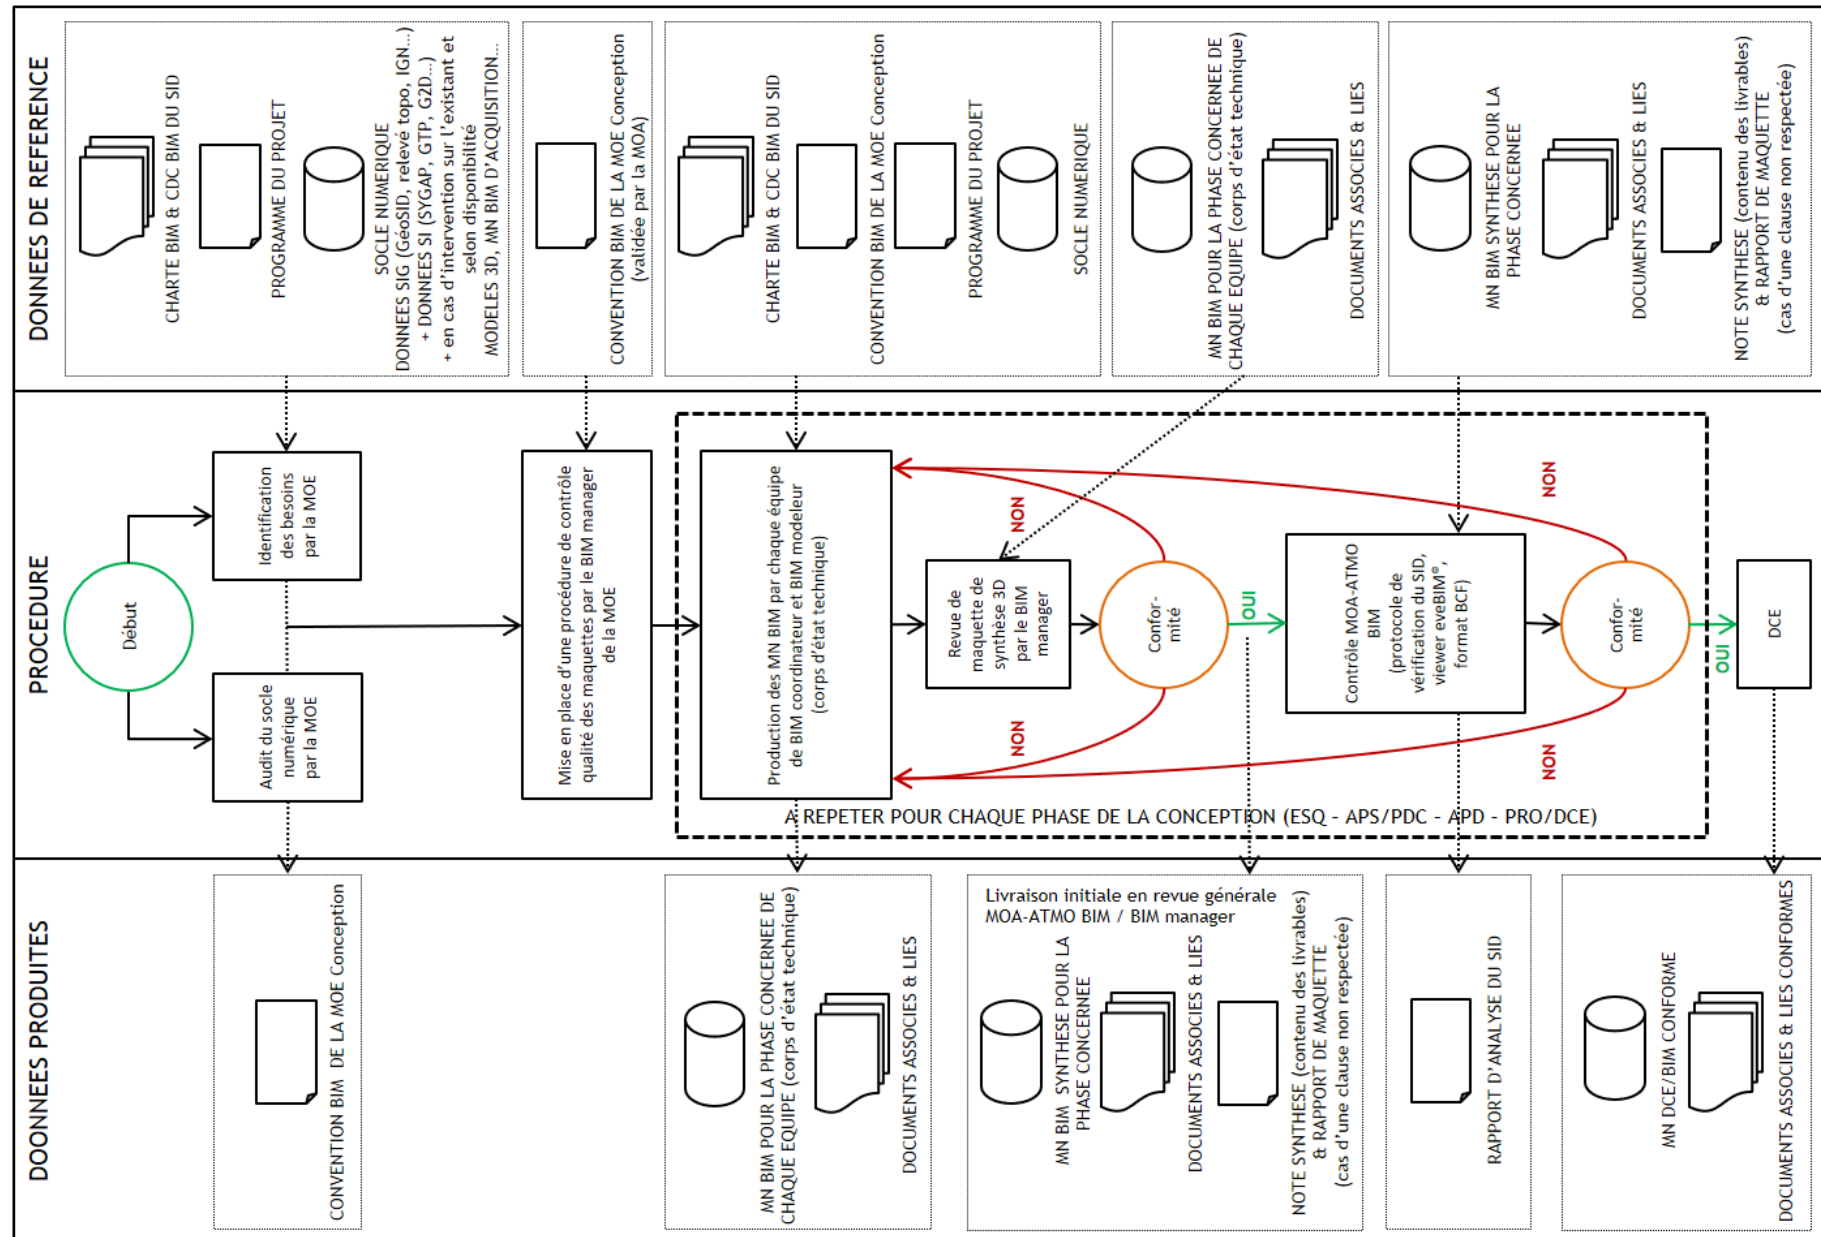 DONNEES DE REFERENCE
CHARTE BIM & CDC BIM DU SID
PROGRAMME DU PROJET
SOCLE NUMERIQUE
DONNEES SIG (GéoSID, relevé topo, IGN…)
+ DONNEES SI (SYGAP, GTP, G2D…)
+ en cas d'intervention sur l'existant et
selon disponibilité
MODELES 3D, MN BIM D'ACQUISITION…
CONVENTION BIM DE LA MOE Conception
(validée par la MOA)
CHARTE BIM & CDC BIM DU SID
CONVENTION BIM DE LA MOE Conception
PROGRAMME DU PROJET
SOCLE NUMERIQUE
MN BIM POUR LA PHASE CONCERNEE DE
CHAQUE EQUIPE (corps d'état technique)
DOCUMENTS ASSOCIES & LIES
MN BIM SYNTHESE POUR LA
PHASE CONCERNEE
DOCUMENTS ASSOCIES & LIES
NOTE SYNTHESE (contenu des livrables)
& RAPPORT DE MAQUETTE
(cas d'une clause non respectée)
PROCEDURE
Début
Identification
des besoins
par la MOE
Audit du socle
numérique
par la MOE
Mise en place d'une procédure de contrôle
qualité des maquettes par le BIM manager
de la MOE
Production des MN BIM par chaque équipe
de BIM coordinateur et BIM modeleur
(corps d'état technique)
Revue de
maquette de
synthèse 3D
par le BIM
manager
NON
NON
Confor-
mité
OUI
Contrôle MOA-ATMO
BIM
(protocole de
vérification du SID,
viewer eveBIM®,
format BCF)
NON
NON
Confor-
mité
OUI
DCE
A REPETER POUR CHAQUE PHASE DE LA CONCEPTION (ESQ - APS/PDC - APD - PRO/DCE)
DONNEES PRODUITES
CONVENTION BIM DE LA MOE Conception
MN BIM POUR LA PHASE CONCERNEE DE
CHAQUE EQUIPE (corps d'état technique)
DOCUMENTS ASSOCIES & LIES
Livraison initiale en revue générale
MOA-ATMO BIM / BIM manager
MN BIM SYNTHESE POUR LA
PHASE CONCERNEE
DOCUMENTS ASSOCIES & LIES
NOTE SYNTHESE (contenu des livrables)
& RAPPORT DE MAQUETTE
(cas d'une clause non respectée)
RAPPORT D'ANALYSE DU SID
MN DCE/BIM CONFORME
DOCUMENTS ASSOCIES & LIES CONFORMES